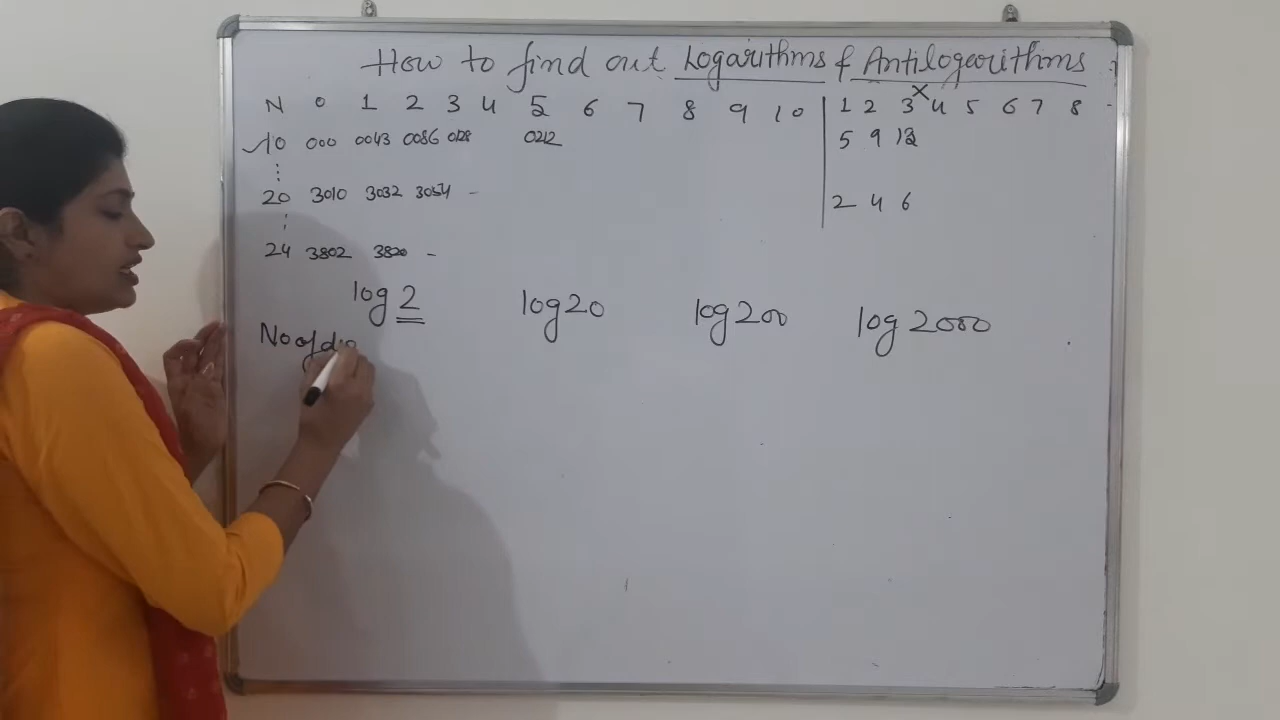 How to find out Logarithms & Antilogarithms :
N 0 1 2 3 4 5 6 7 8 9 10 1 2 3 4 5 6 7 8 -
10 000 0043 0086 0128 0212 5 9 13
20 3010 3032 3054 - 2 4 6
24 3802 3820 -
log 2 log 20 log 200 log 2000
No of dig